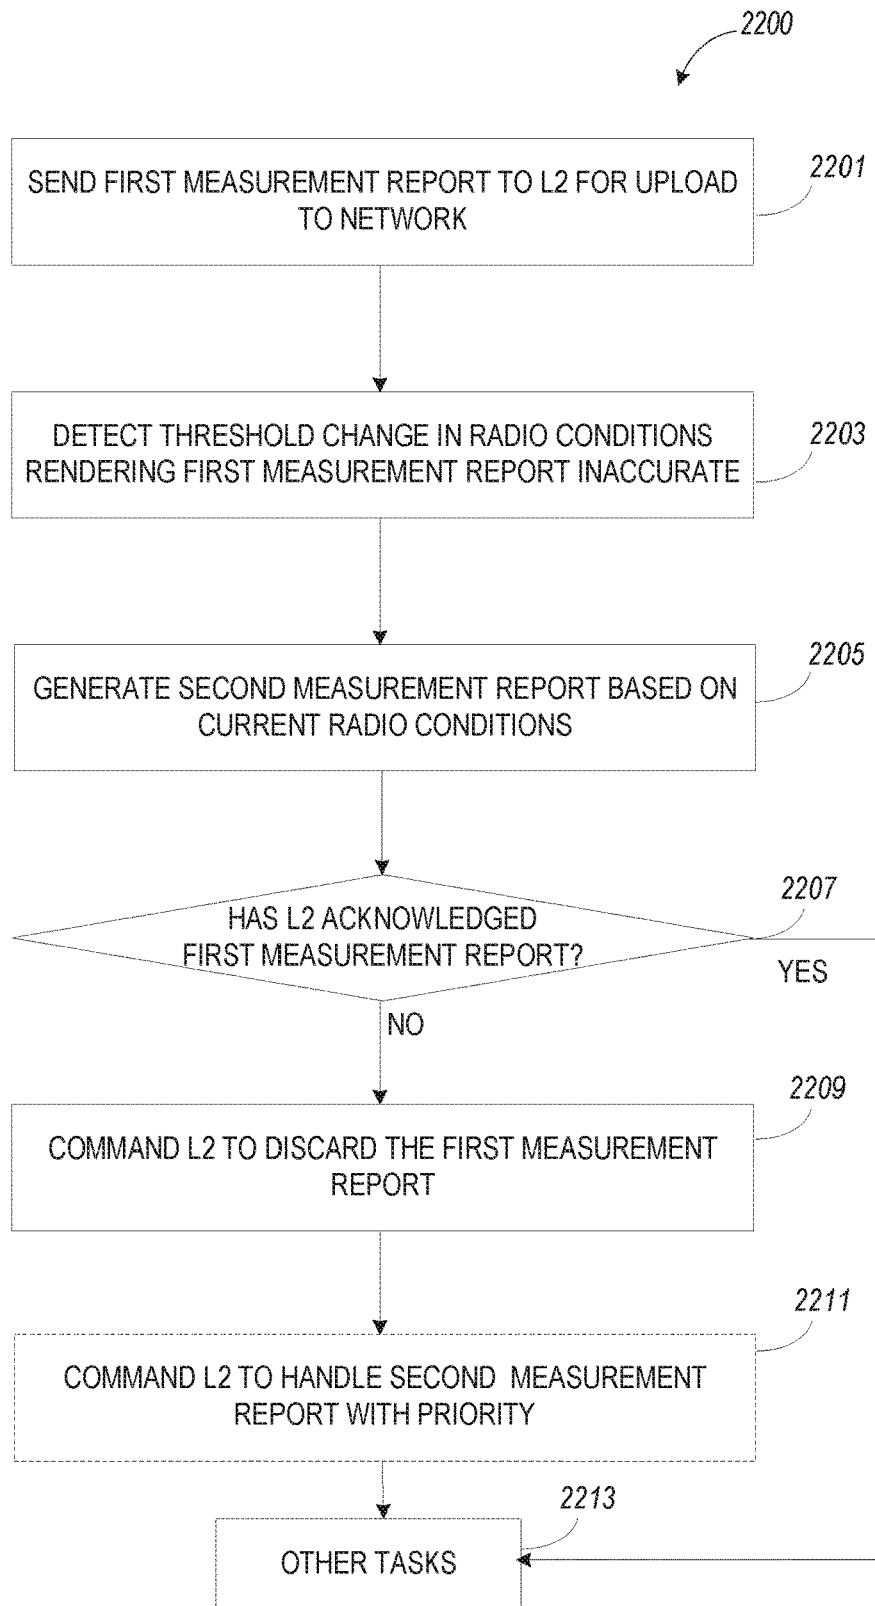 2200
SEND FIRST MEASUREMENT REPORT TO L2 FOR UPLOAD
TO NETWORK
2201
DETECT THRESHOLD CHANGE IN RADIO CONDITIONS
RENDERING FIRST MEASUREMENT REPORT INACCURATE
2203
GENERATE SECOND MEASUREMENT REPORT BASED ON
CURRENT RADIO CONDITIONS
2205
HAS L2 ACKNOWLEDGED
FIRST MEASUREMENT REPORT?
2207
YES
NO
COMMAND L2 TO DISCARD THE FIRST MEASUREMENT
REPORT
2209
COMMAND L2 TO HANDLE SECOND MEASUREMENT
REPORT WITH PRIORITY
2211
OTHER TASKS
2213